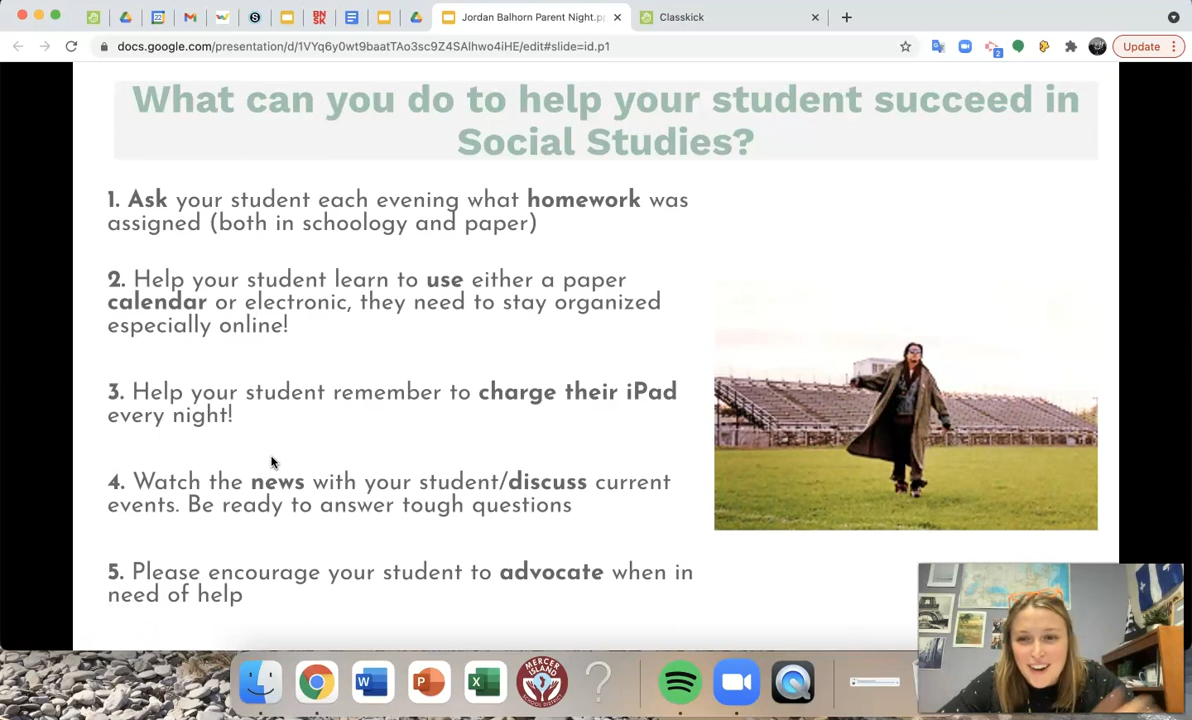 Jordan Balhorn Parent Night.p
Classkick
docs.google.com/presentation/d/1VYq6y0wt9baatTAo3sc9Z4SAlhwo4iHE/edit#slide=id.p1
Update
What can you do to help your student succeed in
Social Studies?
1. Ask your student each evening what homework was
assigned (both in schoology and paper)
2. Help your student learn to use either a paper
calendar or electronic, they need to stay organized
especially online!
3. Help your student remember to charge their iPad
every night!
4. Watch the news with your student/discuss current
events. Be ready to answer tough questions
5. Please encourage your student to advocate when in
need of help
MERCER
ISLAND
SCHOOL DISTRICT